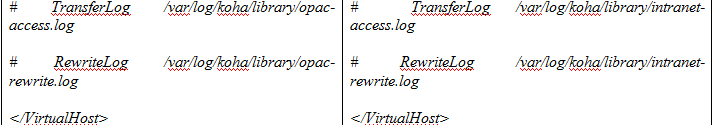 # TransferLog /var/log/koha/library/opac-
access.log
# RewriteLog /var/log/koha/library/opac-
rewrite.log
</VirtualHost>
# TransferLog /var/log/koha/library/intranet-
access.log
# RewriteLog /var/log/koha/library/intranet-
rewrite.log
</VirtualHost>